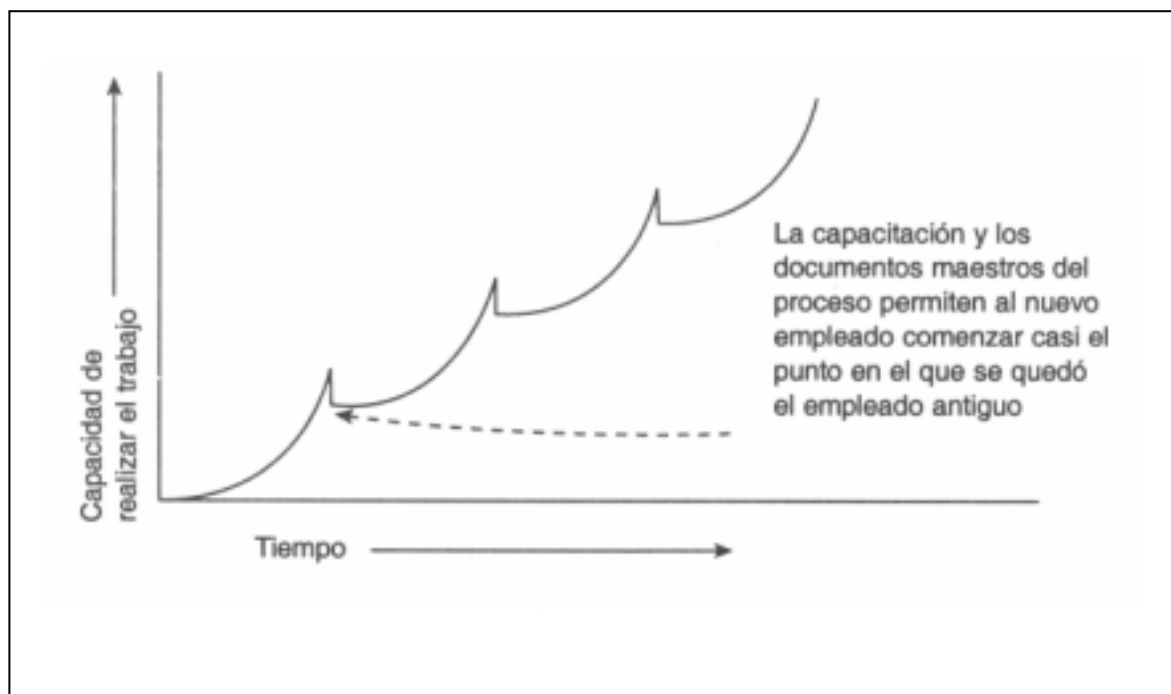 Capacidad de
realizar el trabajo
La capacitación y los
documentos maestros del
proceso permiten al nuevo
empleado comenzar casi el
punto en el que se quedó
el empleado antiguo
Tiempo